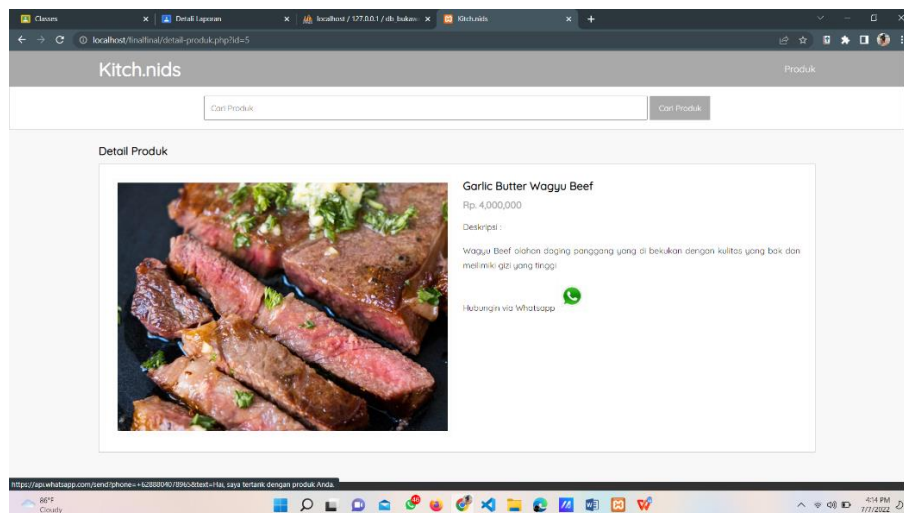 Classes
Detail Laporan
localhost / 127.0.0.1 / db_bukaw
Kitch.nids
localhost/finalfinal/detail-produk.php?id=5
Kitch.nids
Produk
Cari Produk
Cari Produk
Detail Produk
Garlic Butter Wagyu Beef
Rp. 4,000,000
Deskripsi :
Wagyu Beef olahan daging panggang yang di bekukan dengan kulitas yang baik dan
meilimiki gizi yang tinggi
Hubungin via Whatsapp
https://api.whatsapp.com/send?phone=+6288804078965&text=Hai, saya tertarik dengan produk Anda.
86°F
Cloudy
4:14 PM
7/7/2022